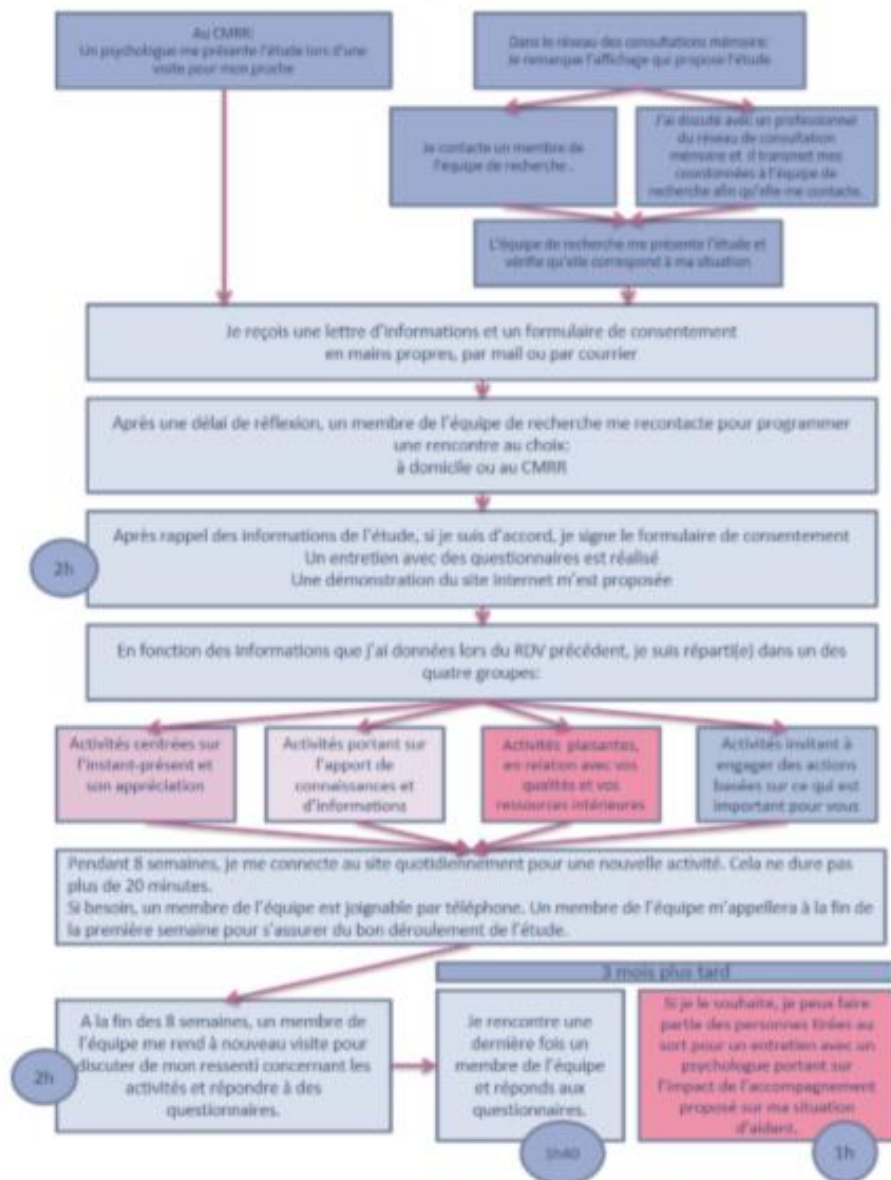 Au CMRR:
Un psychologue me présente l'étude lors d'une
visite pour mon proche
Dans le réseau des consultations mémoire:
Je remarque l'affichage qui propose l'étude
Je contacte un membre de
l'équipe de recherche .
J'ai discuté avec un professionnel
du réseau de consultation
mémoire et il transmet mes
coordonnées à l'équipe de
recherche afin qu'elle me contacte.
L'équipe de recherche me présente l'étude et
vérifie qu'elle correspond à ma situation
Je reçois une lettre d'informations et un formulaire de consentement
en mains propres, par mail ou par courrier
Après une délai de réflexion, un membre de l'équipe de recherche me recontacte pour programmer
une rencontre au choix:
à domicile ou au CMRR
2h
Après rappel des informations de l'étude, si je suis d'accord, je signe le formulaire de consentement
Un entretien avec des questionnaires est réalisé
Une démonstration du site internet m'est proposée
En fonction des informations que j'ai données lors du RDV précédent, je suis réparti(e) dans un des
quatre groupes:
Activités centrées sur
l'instant-présent et
son appréciation
Activités portant sur
l'apport de
connaissances et
d'informations
Activités plaisantes,
en relation avec vos
qualités et vos
ressources intérieures
Activités invitant à
engager des actions
basées sur ce qui est
important pour vous
Pendant 8 semaines, je me connecte au site quotidiennement pour une nouvelle activité. Cela ne dure pas
plus de 20 minutes.
Si besoin, un membre de l'équipe est joignable par téléphone. Un membre de l'équipe m'appellera à la fin de
la première semaine pour s'assurer du bon déroulement de l'étude.
3 mois plus tard
2h
A la fin des 8 semaines, un membre de
l'équipe me rend à nouveau visite pour
discuter de mon ressenti concernant les
activités et répondre à des
questionnaires.
Je rencontre une
dernière fois un
membre de l'équipe
et réponds aux
questionnaires.
1h40
Si je le souhaite, je peux faire
partie des personnes tirées au
sort pour un entretien avec un
psychologue portant sur
l'impact de l'accompagnement
proposé sur ma situation
d'aidant.
1h